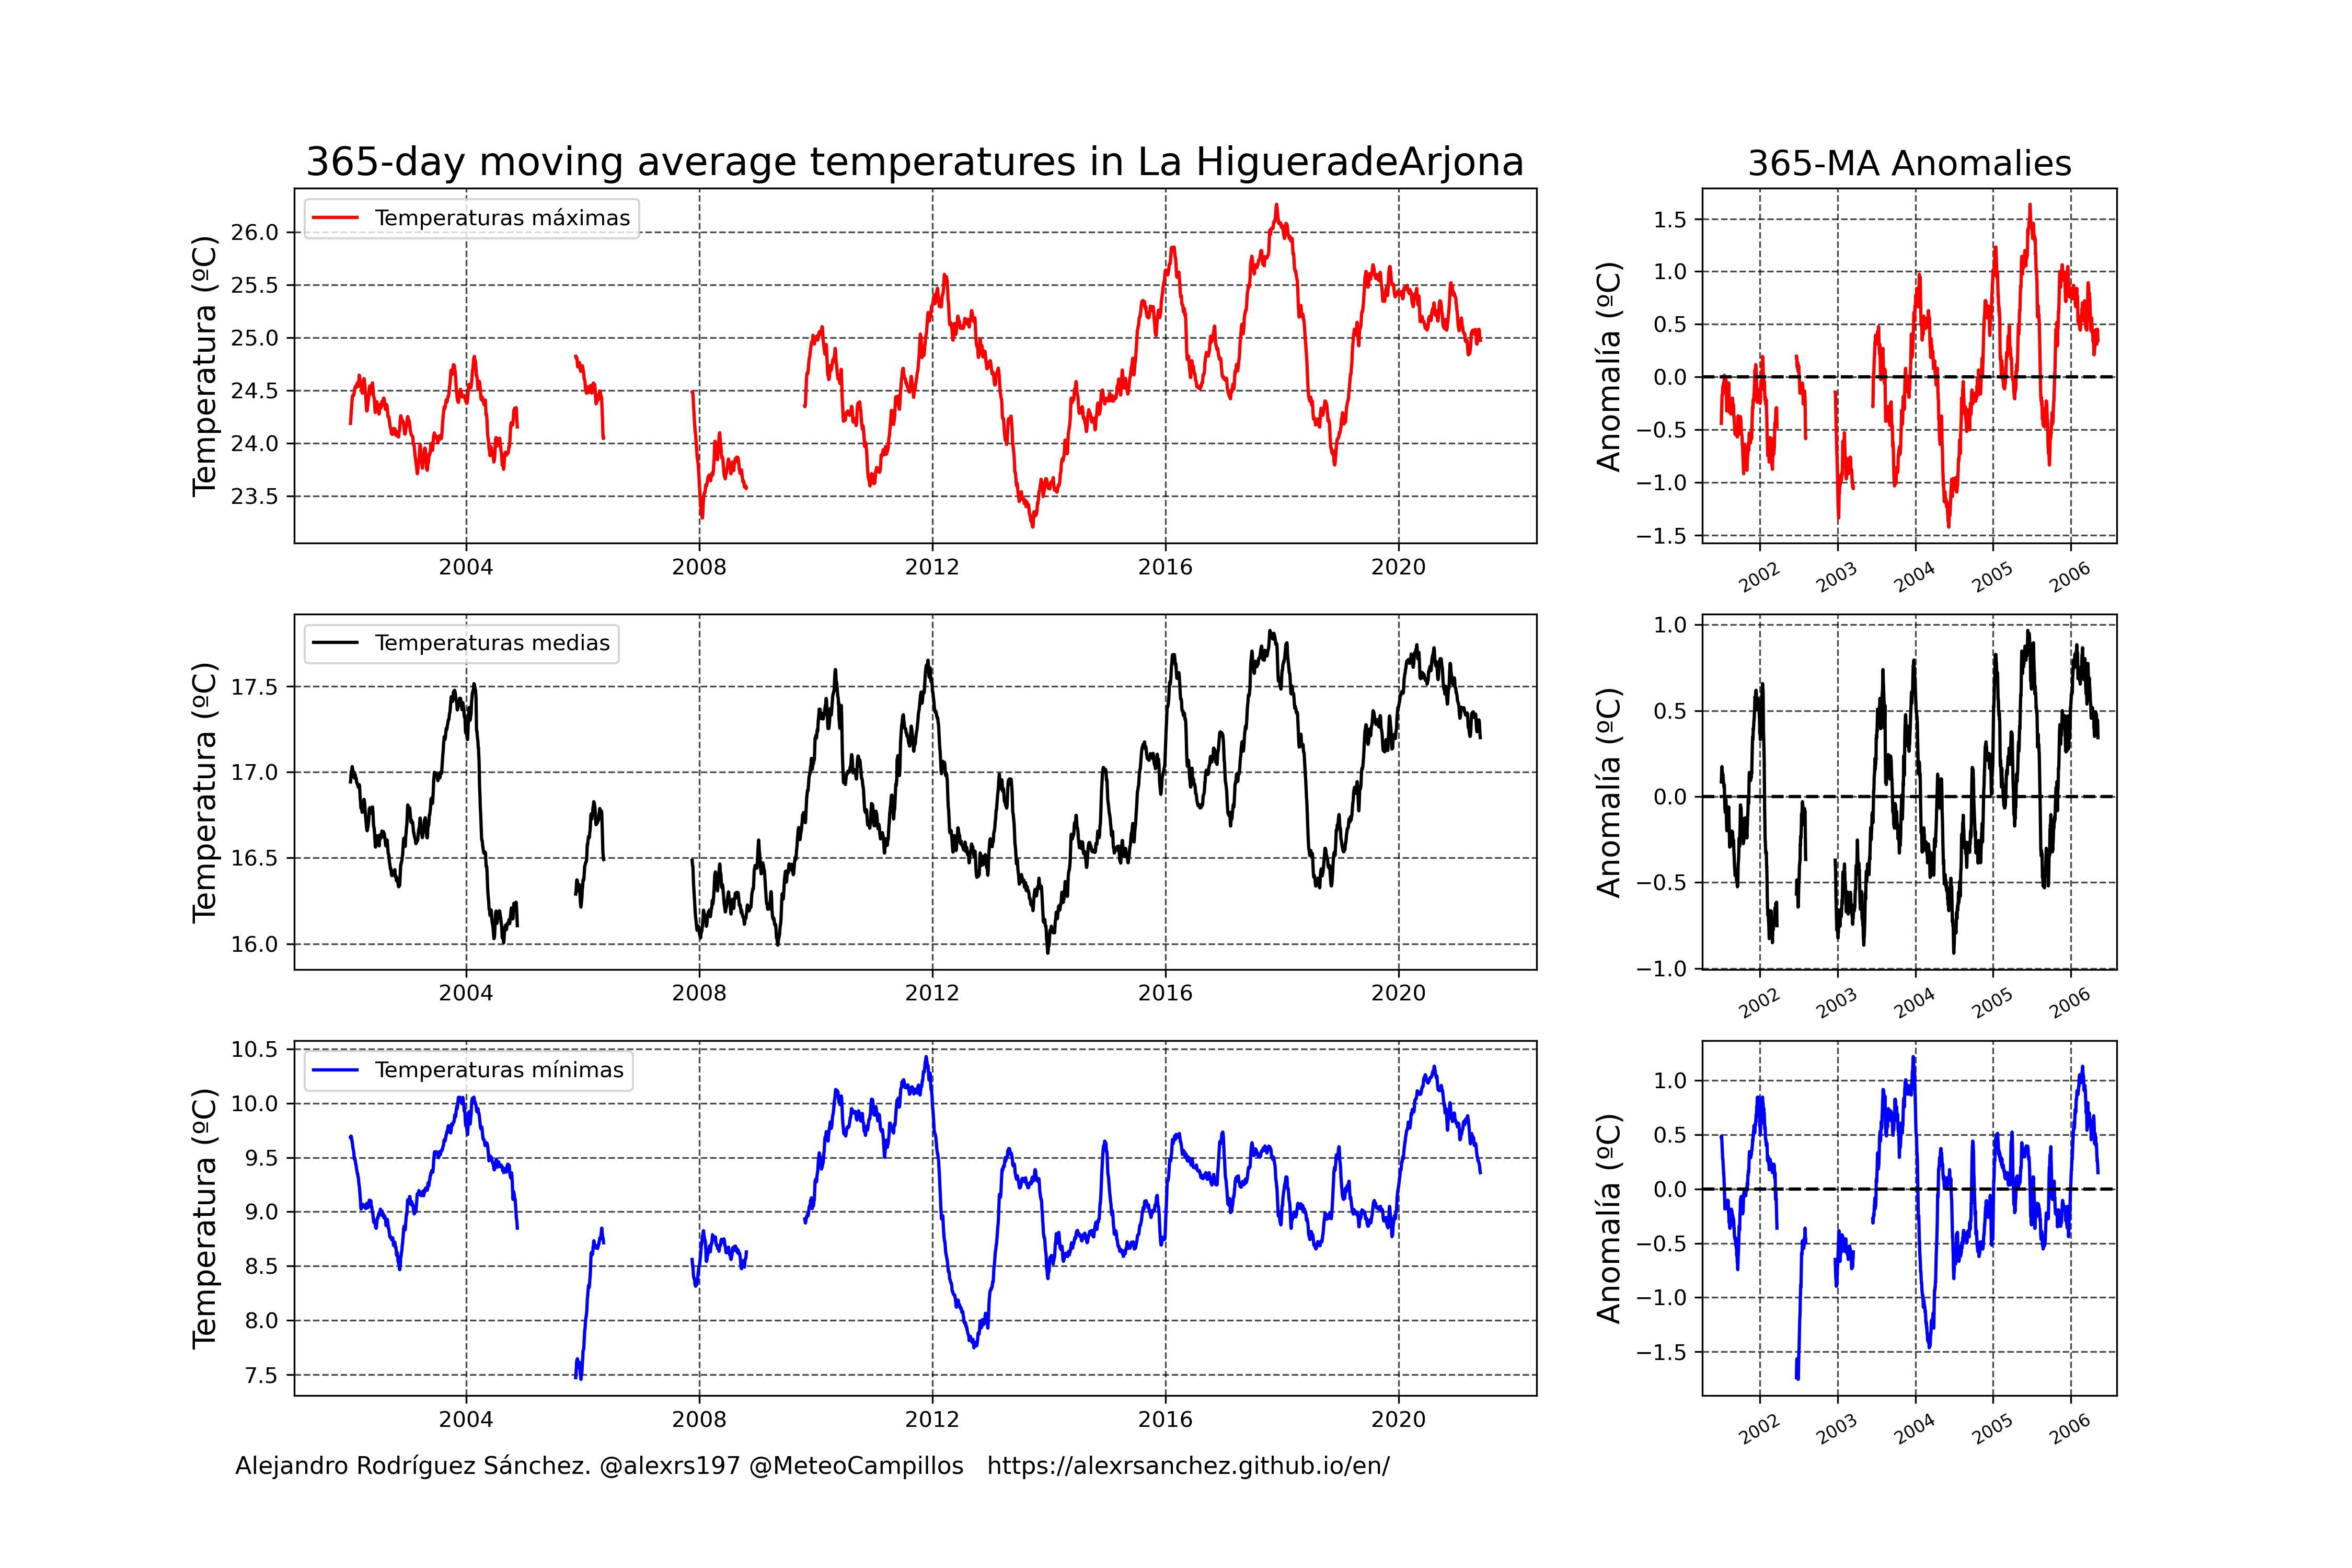 365-day moving average temperatures in La HigueradeArjona
365-MA Anomalies
Temperatura (ºC)
26.0
25.5
25.0
24.5
24.0
23.5
Temperaturas máximas
2004 2008 2012 2016 2020
Anomalía (ºC)
1.5
1.0
0.5
0.0
−0.5
−1.0
−1.5
2002 2003 2004 2005 2006
Temperatura (ºC)
17.5
17.0
16.5
16.0
Temperaturas medias
2004 2008 2012 2016 2020
Anomalía (ºC)
1.0
0.5
0.0
−0.5
−1.0
2002 2003 2004 2005 2006
Temperatura (ºC)
10.5
10.0
9.5
9.0
8.5
8.0
7.5
Temperaturas mínimas
2004 2008 2012 2016 2020
Anomalía (ºC)
1.0
0.5
0.0
−0.5
−1.0
−1.5
2002 2003 2004 2005 2006
Alejandro Rodríguez Sánchez. @alexrs197 @MeteoCampillos   https://alexrsanchez.github.io/en/